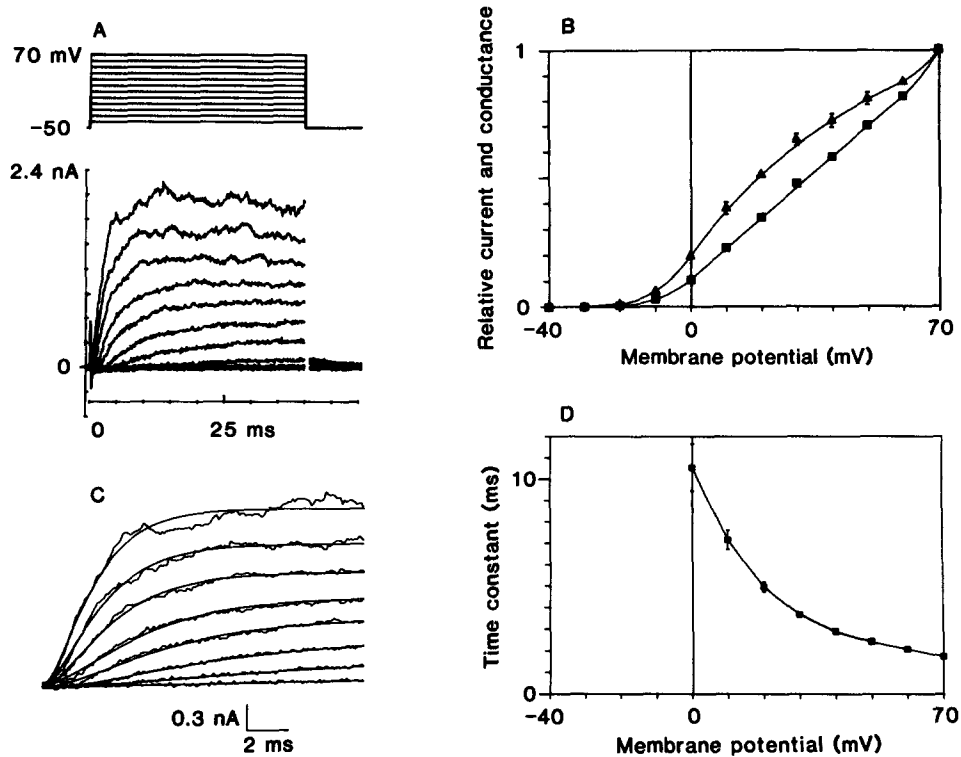 A
70 mV
-50
2.4 nA
0
0
25 ms
B
Relative current and conductance
1
0
-40
0
70
Membrane potential (mV)
C
0.3 nA
2 ms
D
Time constant (ms)
10
0
-40
0
70
Membrane potential (mV)